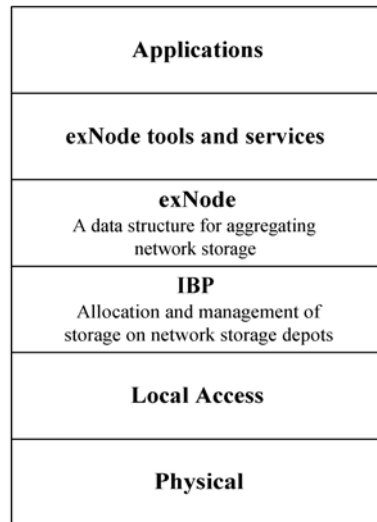 Applications
exNode tools and services
exNode
A data structure for aggregating
network storage
IBP
Allocation and management of
storage on network storage depots
Local Access
Physical